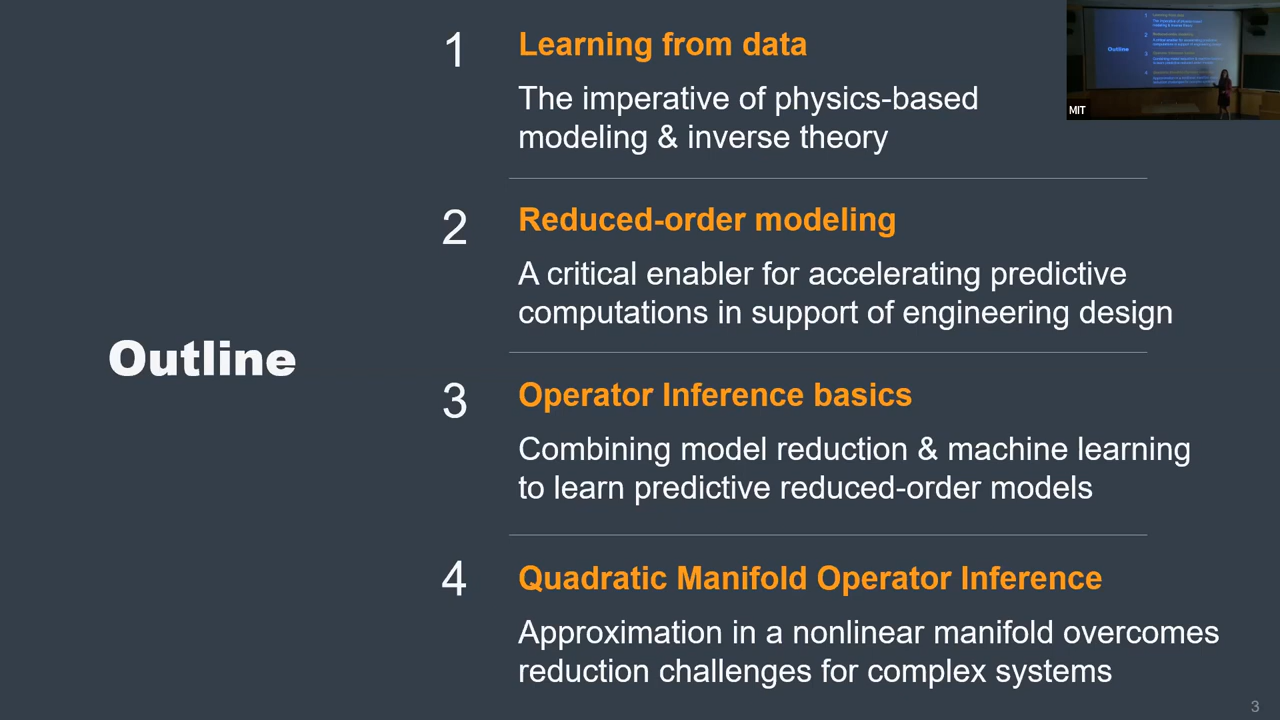 Outline
1
Learning from data
The imperative of physics-based
modeling & inverse theory
2
Reduced-order modeling
A critical enabler for accelerating predictive
computations in support of engineering design
3
Operator Inference basics
Combining model reduction & machine learning
to learn predictive reduced-order models
4
Quadratic Manifold Operator Inference
Approximation in a nonlinear manifold overcomes
reduction challenges for complex systems
MIT
Outline
3